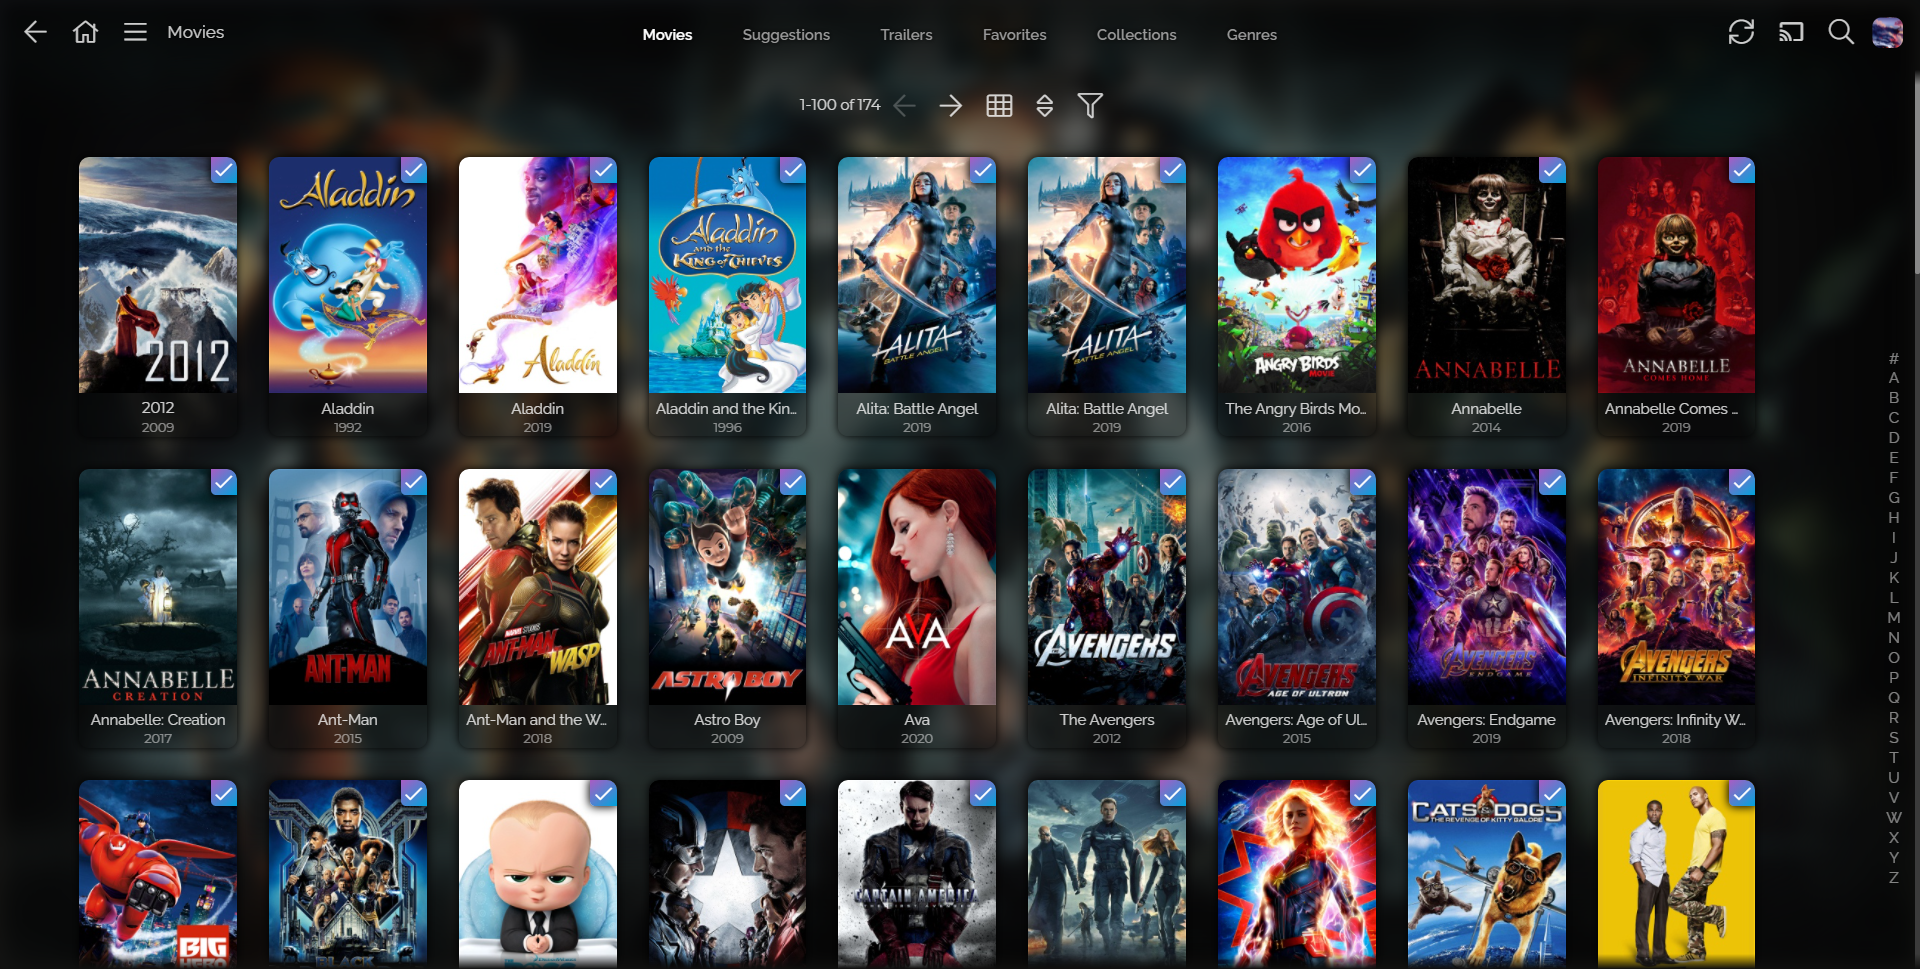 Movies
Movies Suggestions Trailers Favorites Collections Genres
1-100 of 174
2012
Aladdin
Aladdin
Aladdin
and the
KING OF THIEVES
ALITA
BATTLE ANGEL
ALITA
BATTLE ANGEL
ANGRY BIRDS
MOVIE
ANNABELLE
ANNABELLE
COMES HOME
2012
2009
Aladdin
1992
Aladdin
2019
Aladdin and the Kin...
1996
Alita: Battle Angel
2019
Alita: Battle Angel
2019
The Angry Birds Mo...
2016
Annabelle
2014
Annabelle Comes ...
2019
ANNABELLE
CREATION
ANT-MAN
MARVEL STUDIOS
ANT-MAN
WASP
ASTRO BOY
AVA
AVENGERS
AVENGERS
AGE OF ULTRON
AVENGERS
ENDGAME
AVENGERS
INFINITY WAR
Annabelle: Creation
2017
Ant-Man
2015
Ant-Man and the W...
2018
Astro Boy
2009
Ava
2020
The Avengers
2012
Avengers: Age of Ul...
2015
Avengers: Endgame
2019
Avengers: Infinity W...
2018
BIG
HERO
BLACK
CAPTAIN AMERICA
CATS & DOGS
THE REVENGE OF KITTY GALORE
#
A
B
C
D
E
F
G
H
I
J
K
L
M
N
O
P
Q
R
S
T
U
V
W
X
Y
Z